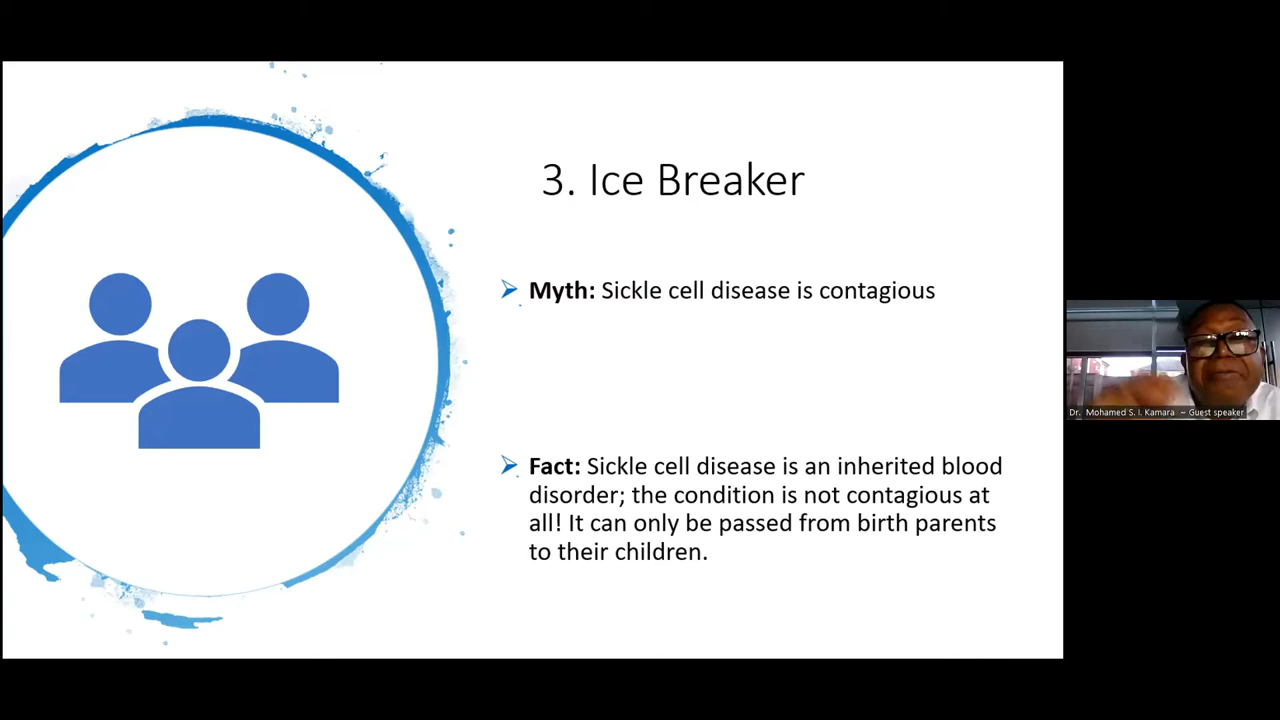 3. Ice Breaker
Myth: Sickle cell disease is contagious
Fact: Sickle cell disease is an inherited blood
disorder; the condition is not contagious at
all! It can only be passed from birth parents
to their children.
Dr. Mohamed S. I. Kamara ~ Guest speaker